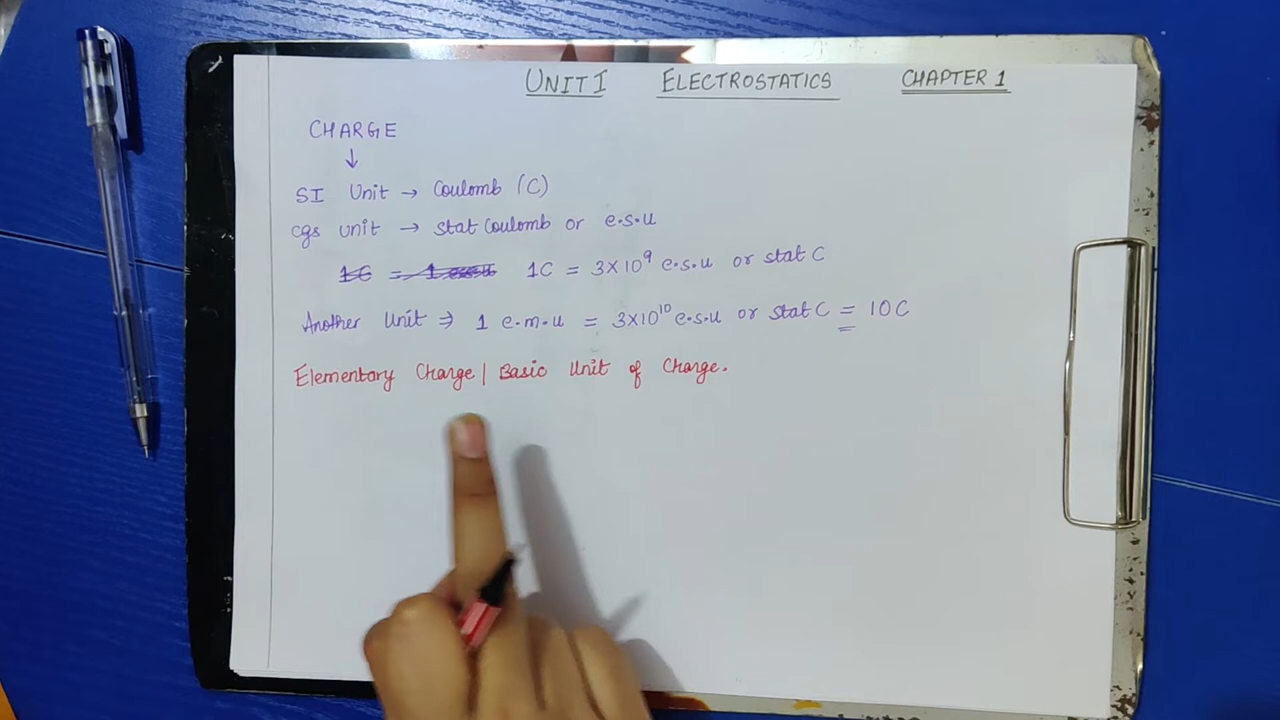 UNIT I ELECTROSTATICS CHAPTER 1
CHARGE
↓
SI Unit → Coulomb (C)
cgs unit → stat Coulomb or e.s.u
1C = 3×10⁹ e.s.u or stat C
Another Unit ⇒ 1 e.m.u = 3×10¹⁰ e.s.u or stat C = 10C
Elementary Charge | Basic Unit of Charge.